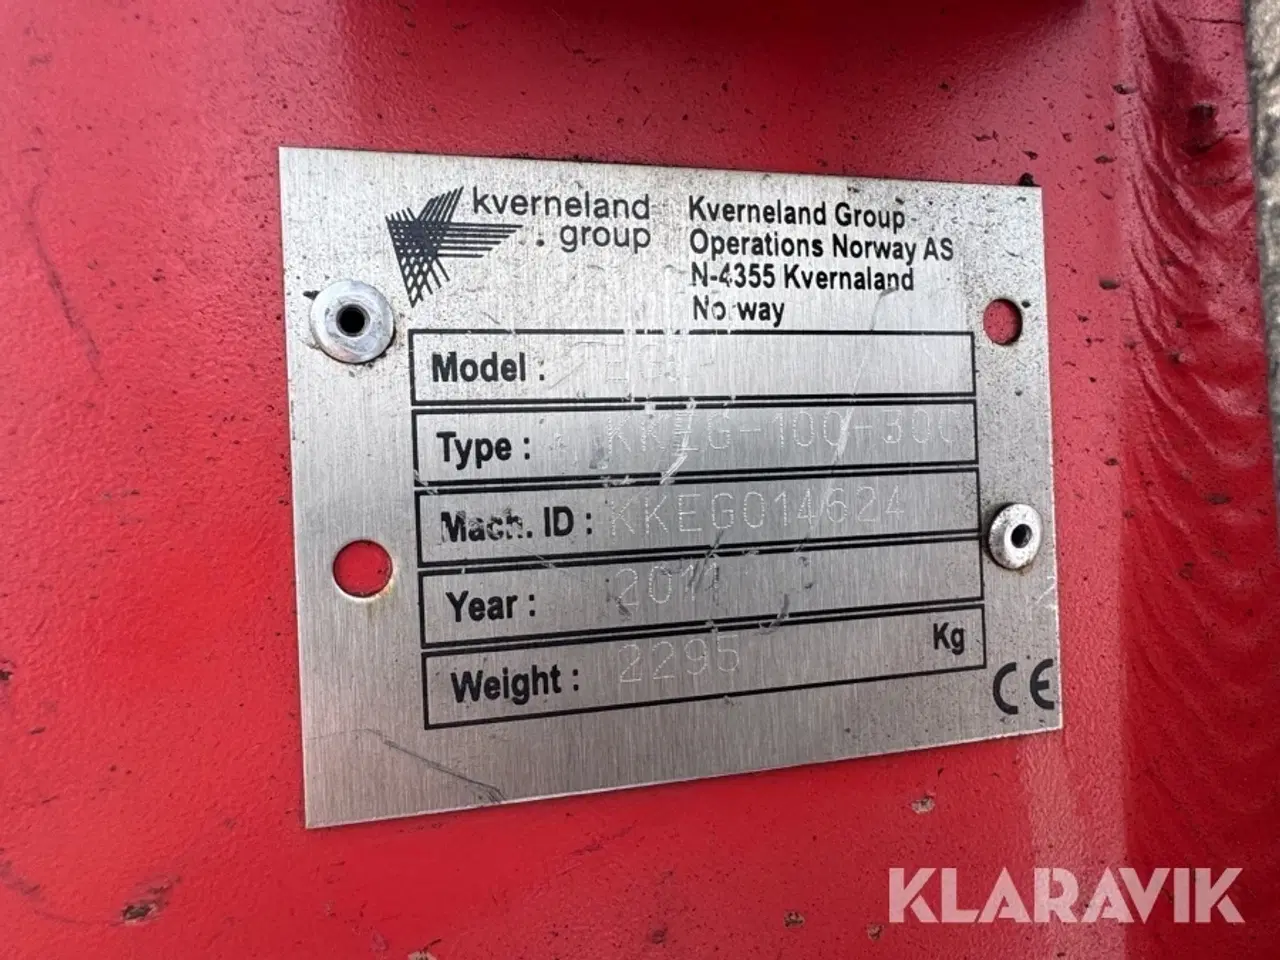 kverneland
group
Kverneland Group
Operations Norway AS
N-4355 Kvernaland
Norway
Model :
Type : KKEG-100-300
Mach. ID : KKEG014624
Year : 2011
Weight : 2295 Kg
CE
KLARAVIK